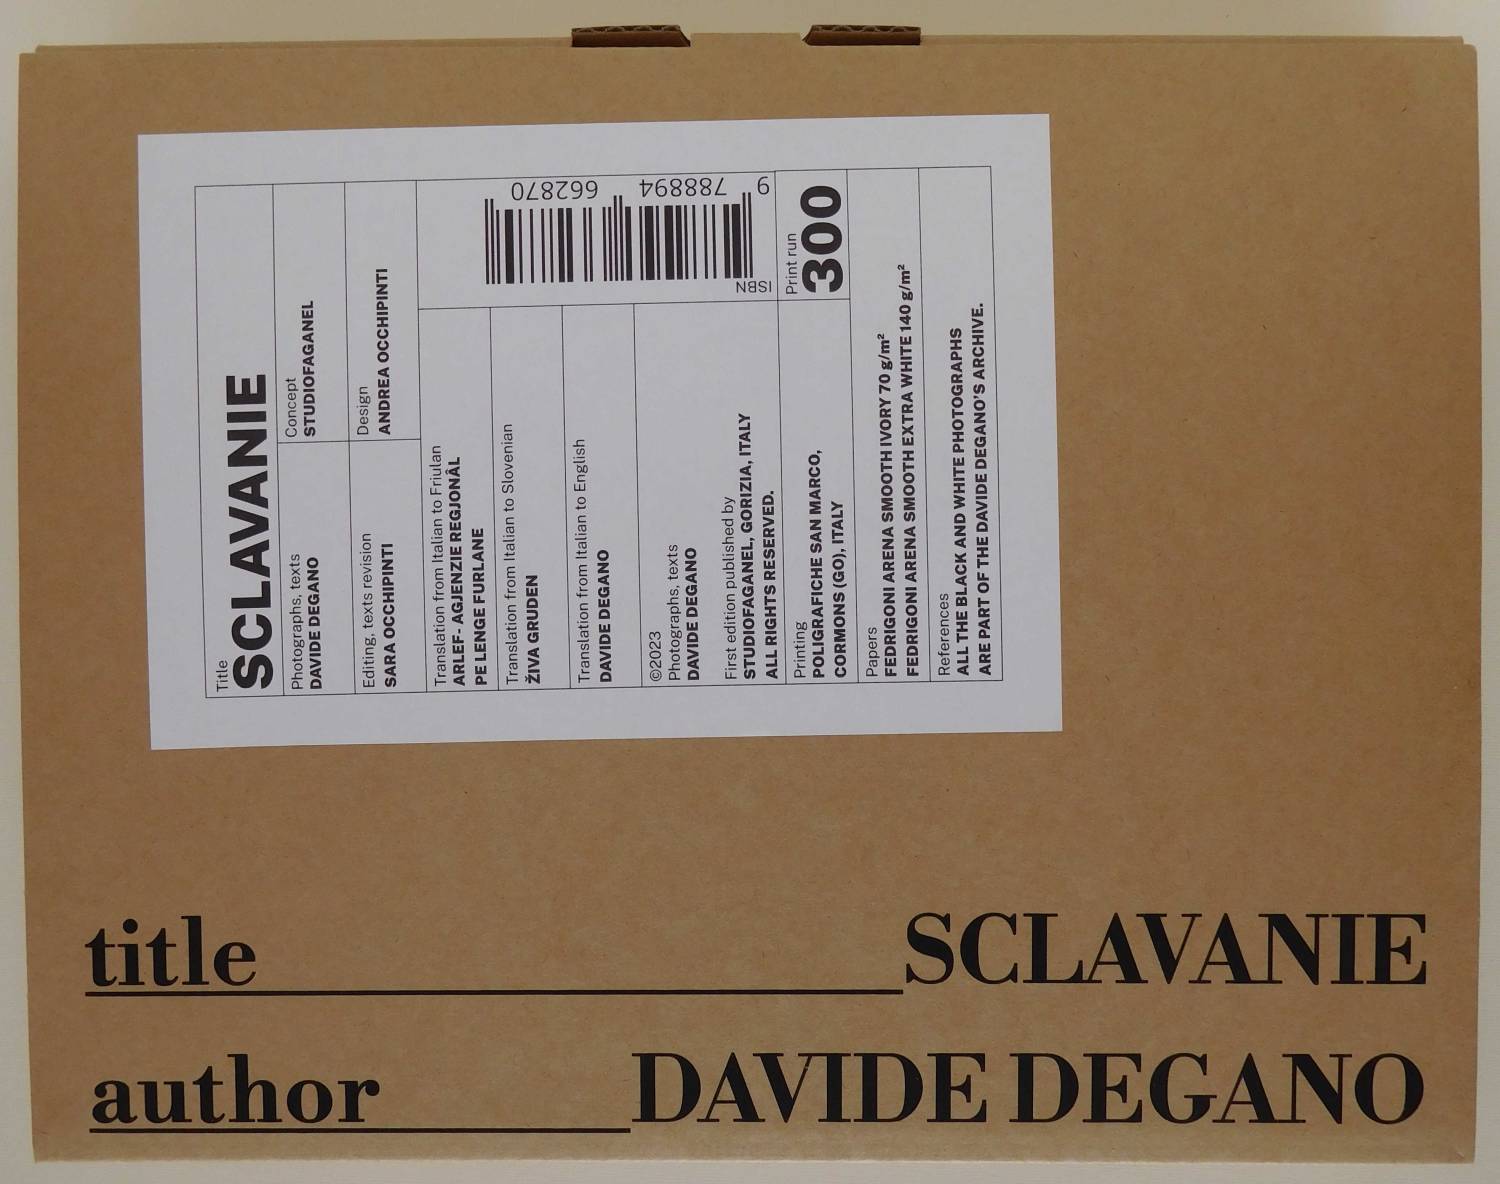 Title
SCLAVANIE
Photographs, texts
DAVIDE DEGANO
Concept
STUDIOFAGANEL
Editing, texts revision
SARA OCCHIPINTI
Design
ANDREA OCCHIPINTI
Translation from Italian to Friulan
ARLEF- AGJENZIE REGJONÂL
PE LENGE FURLANE
Translation from Italian to Slovenian
ŽIVA GRUDEN
Translation from Italian to English
DAVIDE DEGANO
ISBN
9 788894 662870
©2023
Photographs, texts
DAVIDE DEGANO
First edition published by
STUDIOFAGANEL, GORIZIA, ITALY
ALL RIGHTS RESERVED.
Printing
POLIGRAFICHE SAN MARCO,
CORMONS (GO), ITALY
Print run
300
Papers
FEDRIGONI ARENA SMOOTH IVORY 70 g/m²
FEDRIGONI ARENA SMOOTH EXTRA WHITE 140 g/m²
References
ALL THE BLACK AND WHITE PHOTOGRAPHS
ARE PART OF THE DAVIDE DEGANO'S ARCHIVE.
title SCLAVANIE
author DAVIDE DEGANO